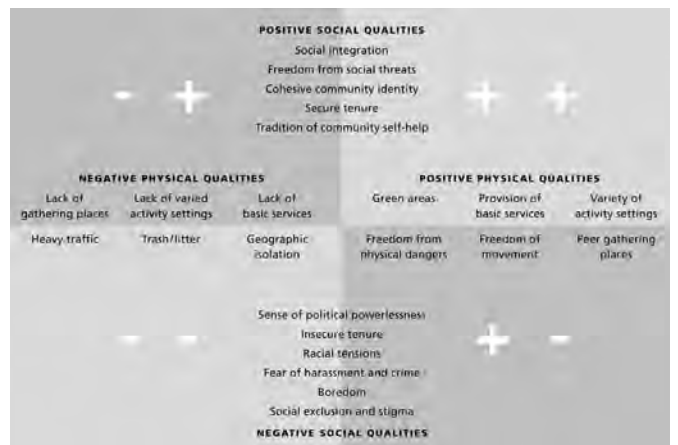 POSITIVE SOCIAL QUALITIES
Social integration
Freedom from social threats
Cohesive community identity
Secure tenure
Tradition of community self-help
- +
+ +
NEGATIVE PHYSICAL QUALITIES
Lack of gathering places
Lack of varied activity settings
Lack of basic services
Heavy traffic
Trash/litter
Geographic isolation
POSITIVE PHYSICAL QUALITIES
Green areas
Provision of basic services
Variety of activity settings
Freedom from physical dangers
Freedom of movement
Peer gathering places
- -
+ -
Sense of political powerlessness
Insecure tenure
Racial tensions
Fear of harassment and crime
Boredom
Social exclusion and stigma
NEGATIVE SOCIAL QUALITIES